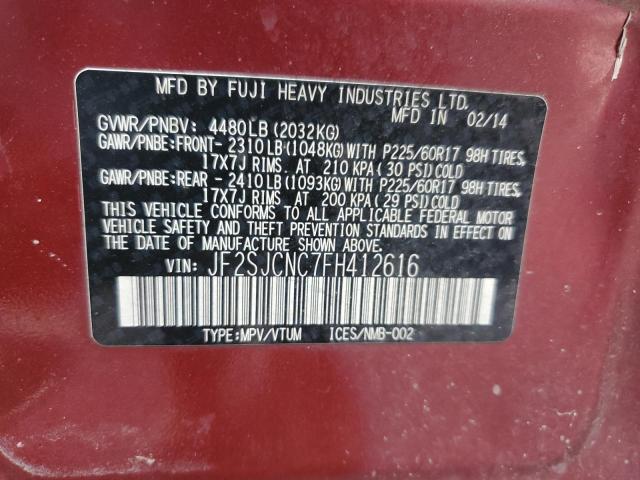 MFD BY FUJI HEAVY INDUSTRIES LTD.
MFD IN 02/14
GVWR/PNBV: 4480LB(2032KG)
GAWR/PNBE:FRONT- 2310LB(1048KG)WITH P225/60R17 98H TIRES,
17X7J RIMS. AT 210 KPA(30 PSI)COLD
GAWR/PNBE:REAR - 2410LB(1093KG)WITH P225/60R17 98H TIRES,
17X7J RIMS. AT 200 KPA(29 PSI)COLD
THIS VEHICLE CONFORMS TO ALL APPLICABLE FEDERAL MOTOR
VEHICLE SAFETY AND THEFT PREVENTION STANDARDS IN EFFECT
ON THE DATE OF MANUFACTURE SHOWN ABOVE.
VIN: JF2SJCNC7FH412616
TYPE:MPV/VTUM ICES/NMB-002